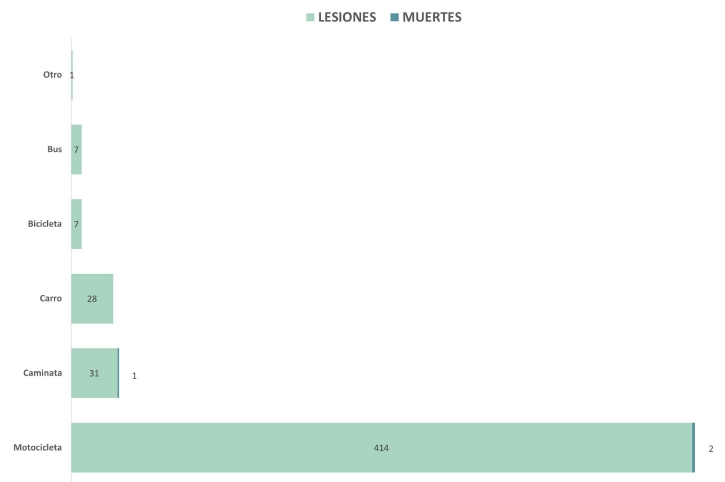 LESIONES MUERTES
Otro 1
Bus 7
Bicicleta 7
Carro 28
Caminata 31 1
Motocicleta 414 2